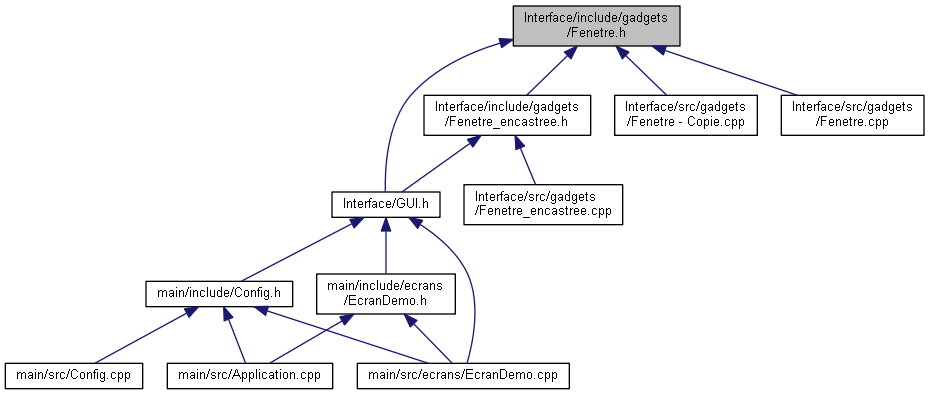 Interface/include/gadgets
/Fenetre.h
Interface/include/gadgets
/Fenetre_encastree.h
Interface/src/gadgets
/Fenetre - Copie.cpp
Interface/src/gadgets
/Fenetre.cpp
Interface/GUI.h
Interface/src/gadgets
/Fenetre_encastree.cpp
main/include/Config.h
main/include/ecrans
/EcranDemo.h
main/src/Config.cpp
main/src/Application.cpp
main/src/ecrans/EcranDemo.cpp